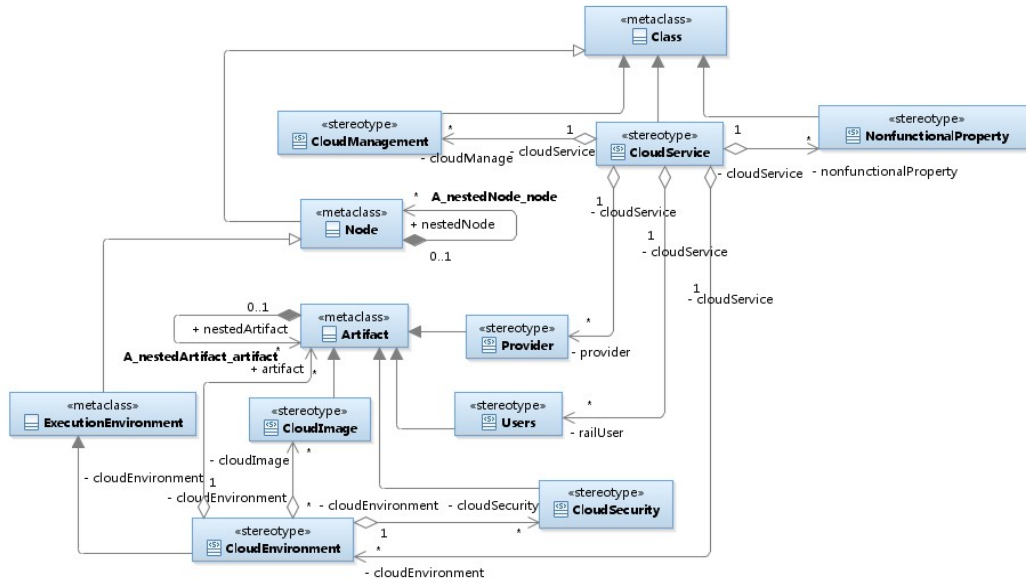 «metaclass»
Class
«stereotype»
CloudManagement
*
- cloudManage
1
- cloudService
«stereotype»
CloudService
1
- cloudService
*
- nonfunctionalProperty
«stereotype»
NonfunctionalProperty
1
- cloudService
1
- cloudService
1
- cloudService
* A_nestedNode_node
+ nestedNode
0..1
«metaclass»
Node
0..1
+ nestedArtifact
*
A_nestedArtifact_artifact
+ artifact
*
«metaclass»
Artifact
«stereotype»
Provider
*
- provider
«metaclass»
ExecutionEnvironment
«stereotype»
CloudImage
«stereotype»
Users
*
- railUser
- cloudImage
*
- cloudEnvironment
1
- cloudEnvironment
*
- cloudEnvironment
1
- cloudSecurity
*
«stereotype»
CloudSecurity
«stereotype»
CloudEnvironment
*
- cloudEnvironment